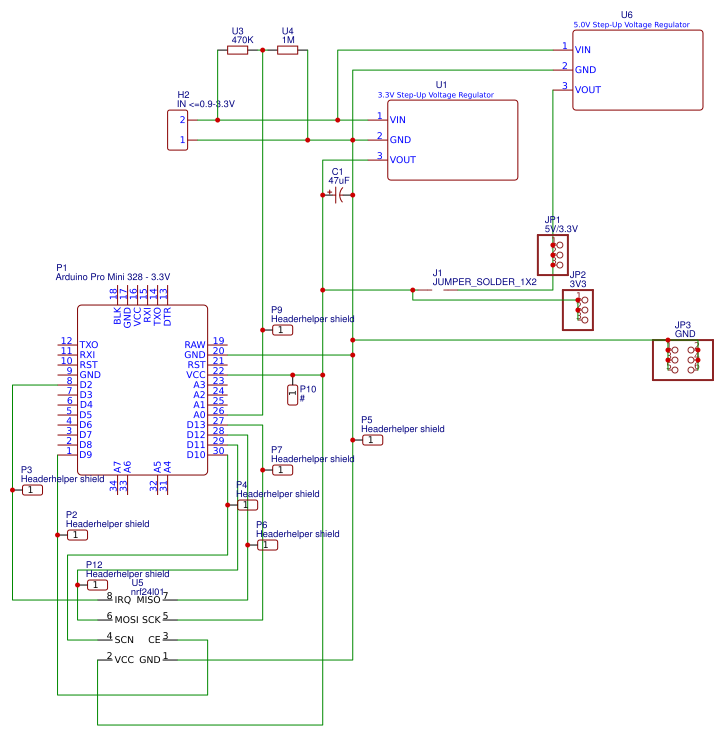 U6
5.0V Step-Up Voltage Regulator
1 VIN
2 GND
3 VOUT
U3
470K
U4
1M
U1
3.3V Step-Up Voltage Regulator
1 VIN
2 GND
3 VOUT
H2
IN <=0.9-3.3V
2
1
C1
47uF
+
JP1
5V/3.3V
J1
JUMPER_SOLDER_1X2
JP2
3V3
JP3
GND
P1
Arduino Pro Mini 328 - 3.3V
18 17 16 15 14 13
BLK GND VCC RXI TXO DTR
12 TXO RAW 19
11 RXI GND 20
10 RST RST 21
9 GND VCC 22
8 D2 A3 23
7 D3 A2 24
6 D4 A1 25
5 D5 A0 26
4 D6 D13 27
3 D7 D12 28
2 D8 D11 29
1 D9 D10 30
A7 A6 A5 A4
34 33 32 31
P9
Headerhelper shield
1
P10
#
1
P5
Headerhelper shield
1
P7
Headerhelper shield
1
P3
Headerhelper shield
1
P4
Headerhelper shield
1
P2
Headerhelper shield
1
P6
Headerhelper shield
1
P12
Headerhelper shield
1
U5
nrf24l01
8 IRQ MISO 7
6 MOSI SCK 5
4 SCN CE 3
2 VCC GND 1